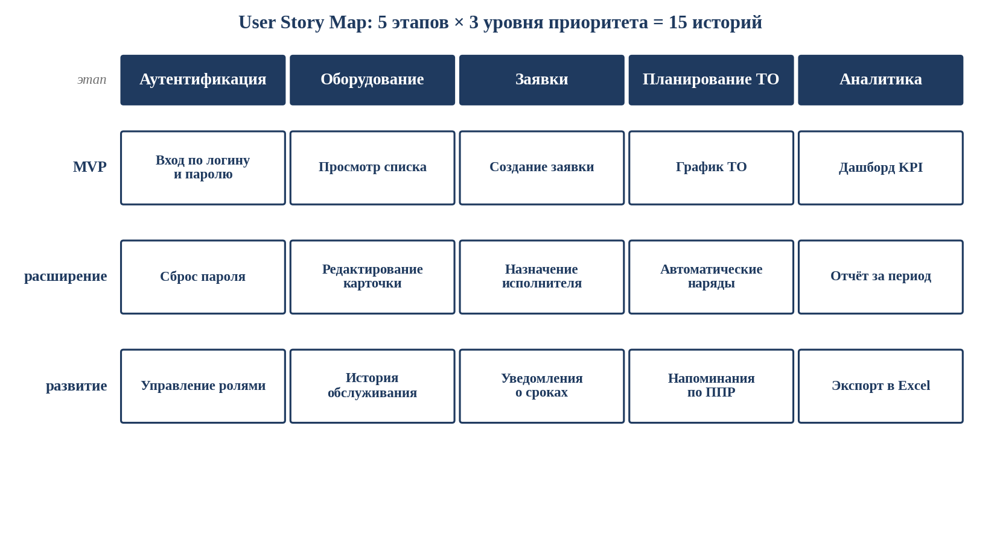 User Story Map: 5 этапов × 3 уровня приоритета = 15 историй
этап
Аутентификация
Оборудование
Заявки
Планирование ТО
Аналитика
MVP
Вход по логину
и паролю
Просмотр списка
Создание заявки
График ТО
Дашборд KPI
расширение
Сброс пароля
Редактирование
карточки
Назначение
исполнителя
Автоматические
наряды
Отчёт за период
развитие
Управление ролями
История
обслуживания
Уведомления
о сроках
Напоминания
по ППР
Экспорт в Excel